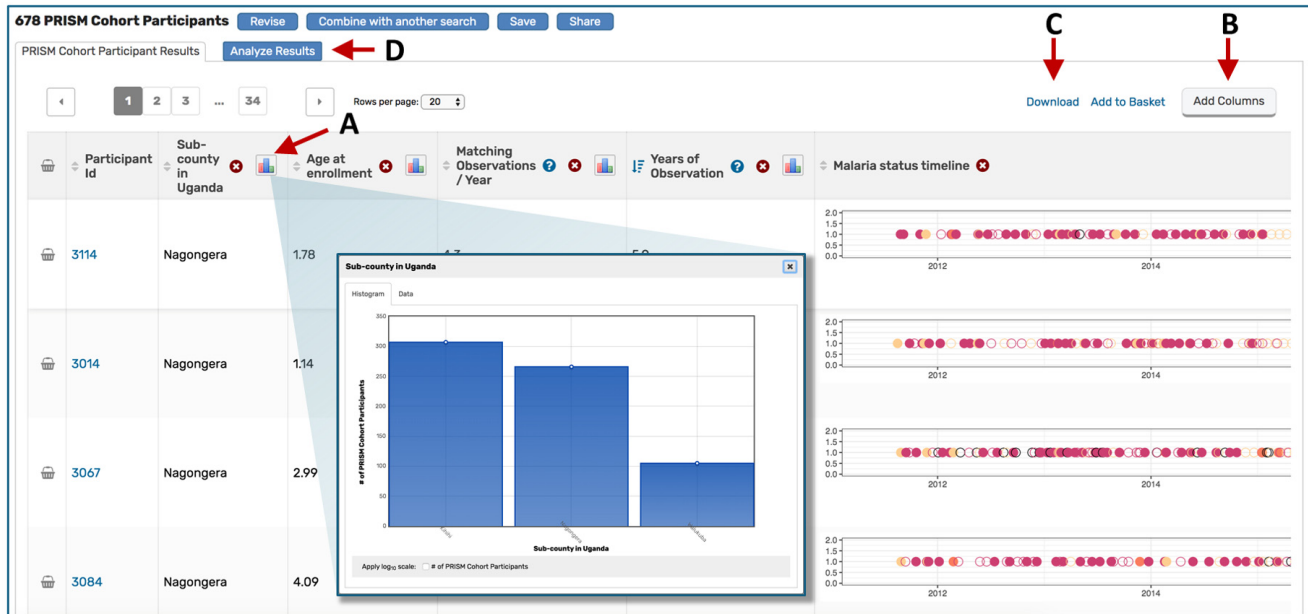 678 PRISM Cohort Participants Revise Combine with another search Save Share
C B
PRISM Cohort Participant Results Analyze Results D
1 2 3 ... 34 Rows per page: 20 Download Add to Basket Add Columns
A
Participant Id
Sub-county in Uganda
Age at enrollment
Matching Observations / Year
Years of Observation
Malaria status timeline
3114 Nagongera 1.78
2.0
1.5
1.0
0.5
0.0
2012 2014
Sub-county in Uganda
Histogram Data
350
300
250
200
150
100
50
0
# of PRISM Cohort Participants
Nagongera
Sub-county in Uganda
Apply log10 scale: # of PRISM Cohort Participants
3014 Nagongera 1.14
2.0
1.5
1.0
0.5
0.0
2012 2014
3067 Nagongera 2.99
2.0
1.5
1.0
0.5
0.0
2012 2014
3084 Nagongera 4.09
2.0
1.5
1.0
0.5
0.0
2012 2014